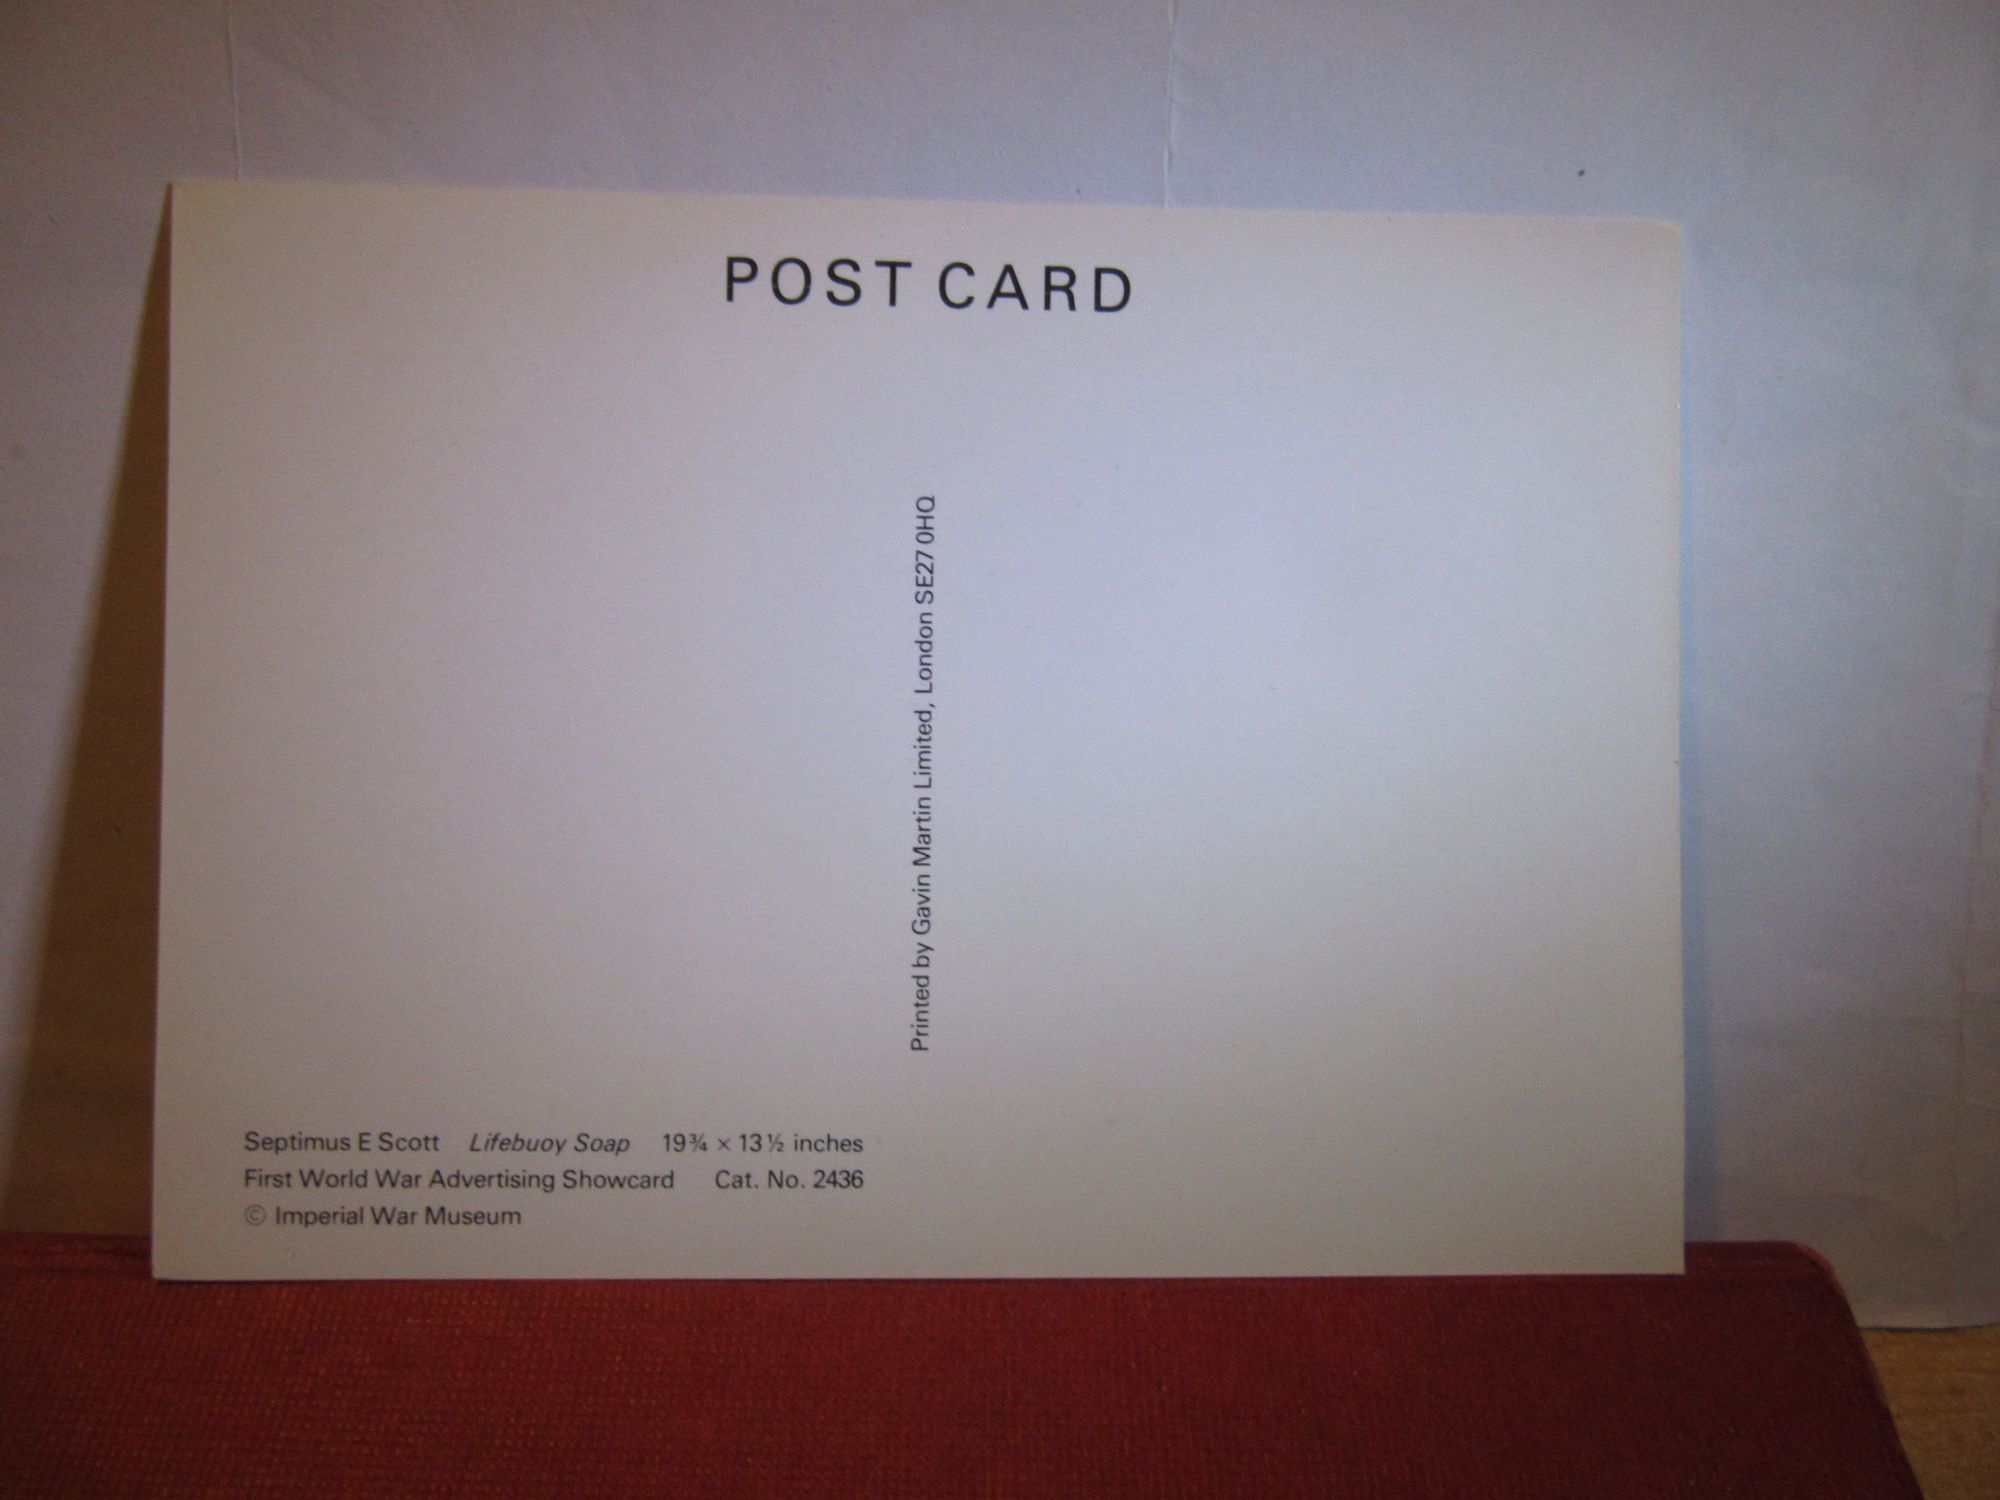 POST CARD
Printed by Gavin Martin Limited, London SE27 0HQ
Septimus E Scott Lifebuoy Soap 19¾ × 13½ inches
First World War Advertising Showcard Cat. No. 2436
© Imperial War Museum